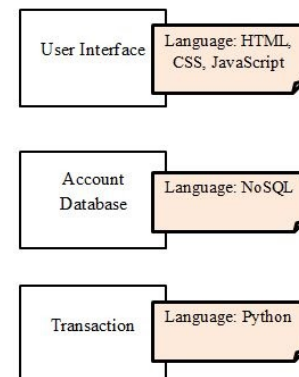 User Interface
Language: HTML,
CSS, JavaScript
Account
Database
Language: NoSQL
Transaction
Language: Python